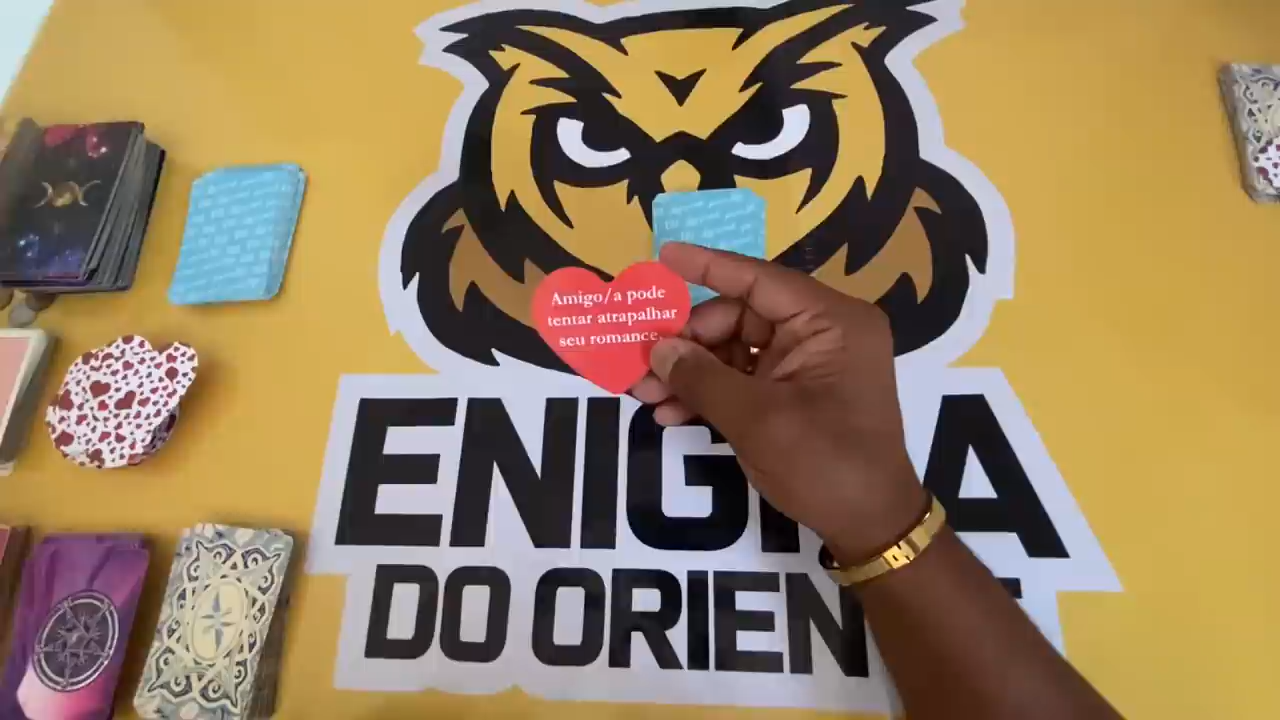 Amigo/a pode
tentar atrapalhar
seu romance.
ENIG A
DO ORIEN